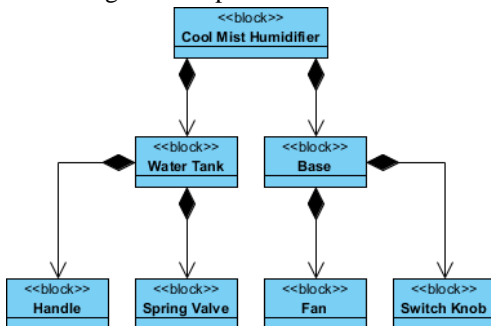 <<block>>
Cool Mist Humidifier
<<block>>
Water Tank
<<block>>
Base
<<block>>
Handle
<<block>>
Spring Valve
<<block>>
Fan
<<block>>
Switch Knob